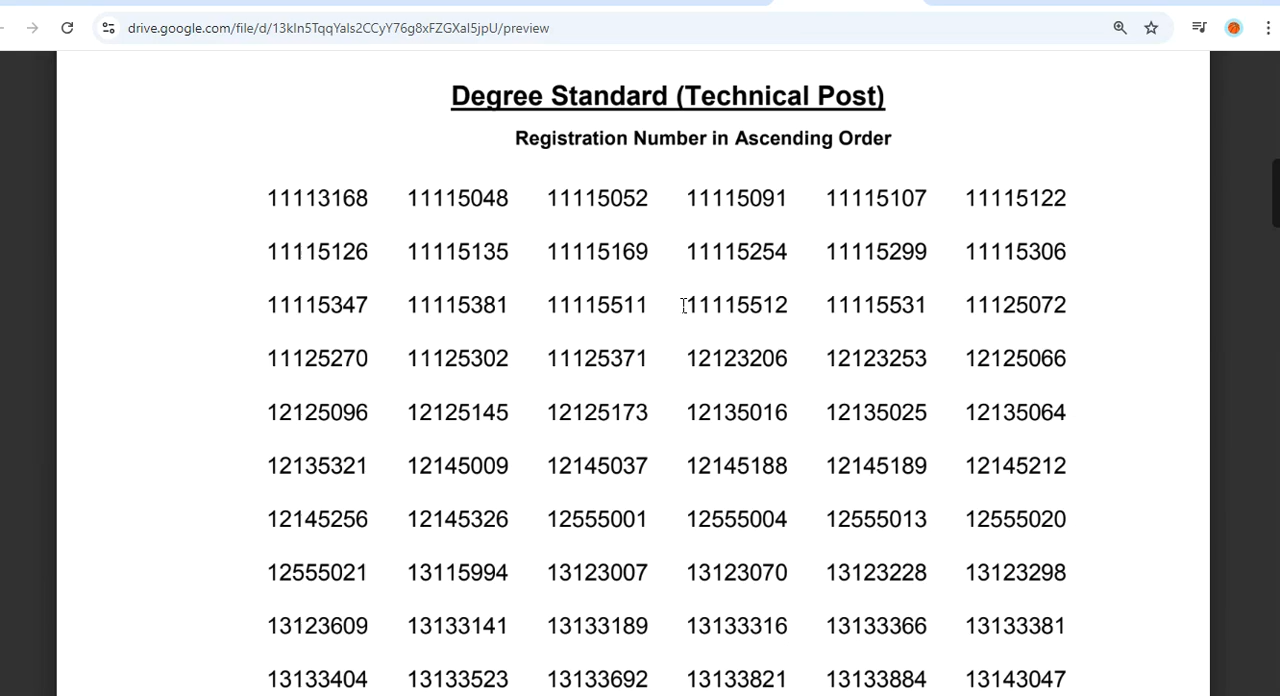 drive.google.com/file/d/13kIn5TqqYals2CCyY76g8xFZGXal5jpU/preview
Degree Standard (Technical Post)
Registration Number in Ascending Order
11113168 11115048 11115052 11115091 11115107 11115122
11115126 11115135 11115169 11115254 11115299 11115306
11115347 11115381 11115511 11115512 11115531 11125072
11125270 11125302 11125371 12123206 12123253 12125066
12125096 12125145 12125173 12135016 12135025 12135064
12135321 12145009 12145037 12145188 12145189 12145212
12145256 12145326 12555001 12555004 12555013 12555020
12555021 13115994 13123007 13123070 13123228 13123298
13123609 13133141 13133189 13133316 13133366 13133381
13133404 13133523 13133692 13133821 13133884 13143047